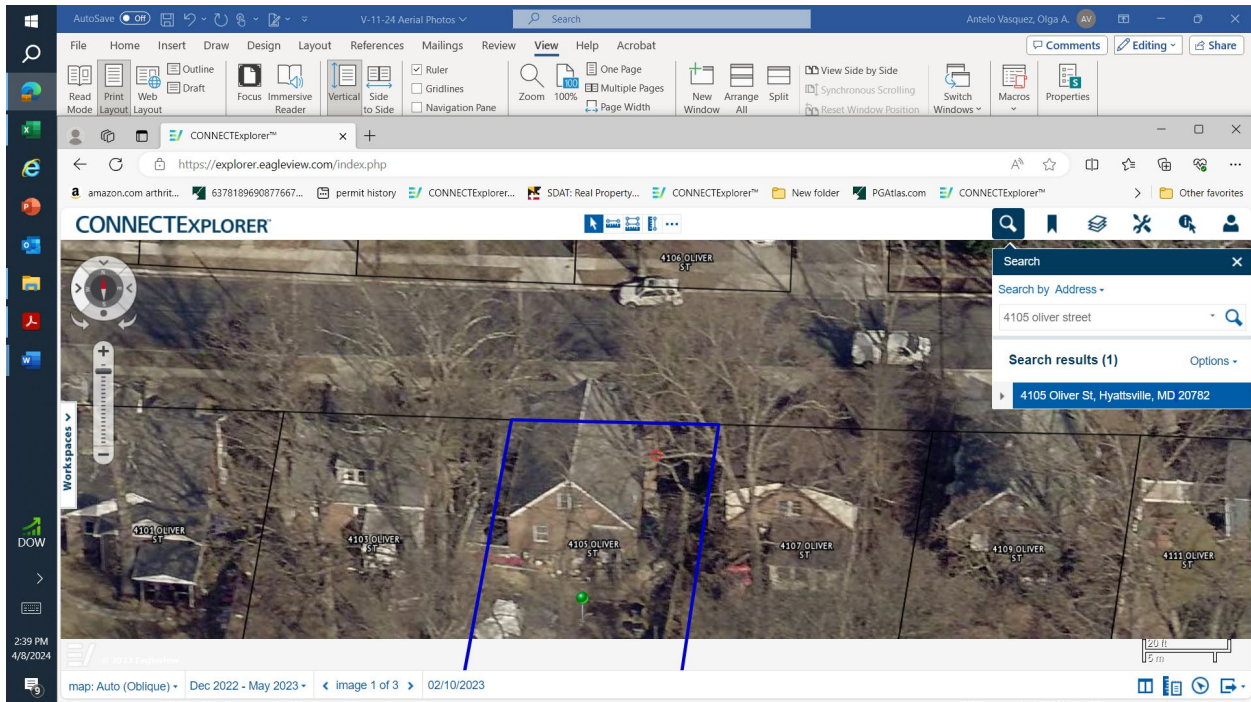 AutoSave Off V-11-24 Aerial Photos Search Antelo Vasquez, Olga A. AV
File Home Insert Draw Design Layout References Mailings Review View Help Acrobat Comments Editing Share
Read Mode
Print Layout
Web Layout
Outline
Draft
Focus
Immersive Reader
Vertical
Side to Side
Ruler
Gridlines
Navigation Pane
Zoom
100
100%
One Page
Multiple Pages
Page Width
New Window
Arrange All
Split
View Side by Side
Synchronous Scrolling
Reset Window Position
Switch Windows
Macros
Properties
CONNECTExplorer™
https://explorer.eagleview.com/index.php
amazon.com arthrit... 6378189690877667... permit history CONNECTExplorer... SDAT: Real Property... CONNECTExplorer™ New folder PGAtlas.com CONNECTExplorer™ Other favorites
CONNECTEXPLORER™
Search
Search by Address
4105 oliver street
Search results (1) Options
4105 Oliver St, Hyattsville, MD 20782
Workspaces
4106 OLIVER
ST
4101 OLIVER
ST
4103 OLIVER
ST
4105 OLIVER
ST
4107 OLIVER
ST
4109 OLIVER
ST
4111 OLIVER
ST
20 ft
5 m
map: Auto (Oblique) Dec 2022 - May 2023 image 1 of 3 02/10/2023
DOW
2:39 PM
4/8/2024
9